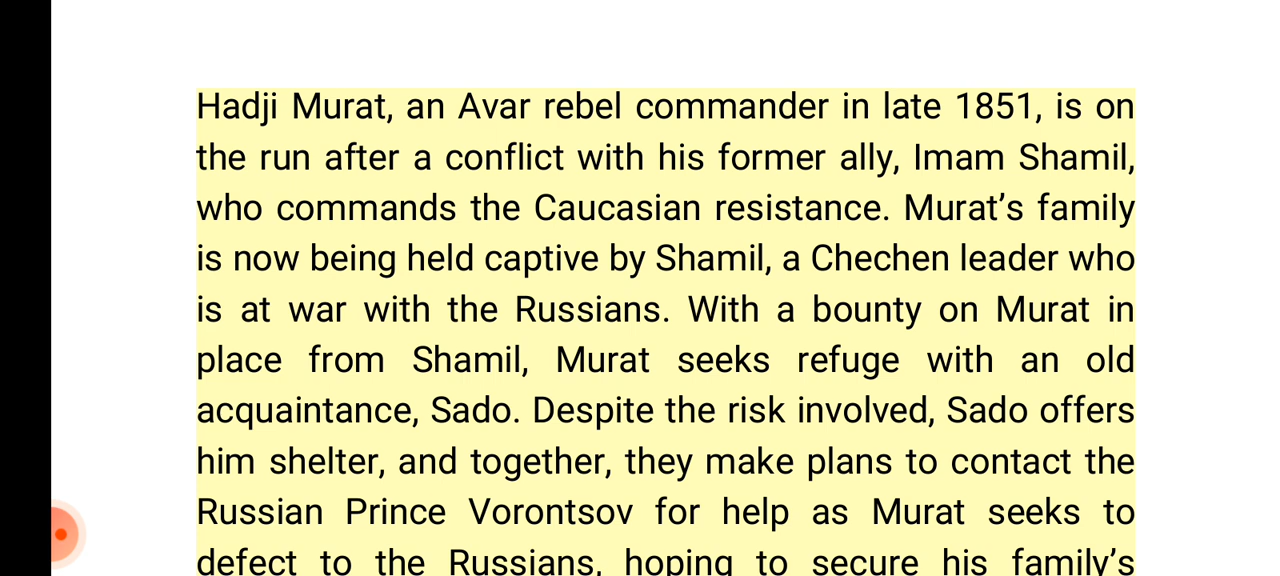 Hadji Murat, an Avar rebel commander in late 1851, is on
the run after a conflict with his former ally, Imam Shamil,
who commands the Caucasian resistance. Murat’s family
is now being held captive by Shamil, a Chechen leader who
is at war with the Russians. With a bounty on Murat in
place from Shamil, Murat seeks refuge with an old
acquaintance, Sado. Despite the risk involved, Sado offers
him shelter, and together, they make plans to contact the
Russian Prince Vorontsov for help as Murat seeks to
defect to the Russians, hoping to secure his family’s